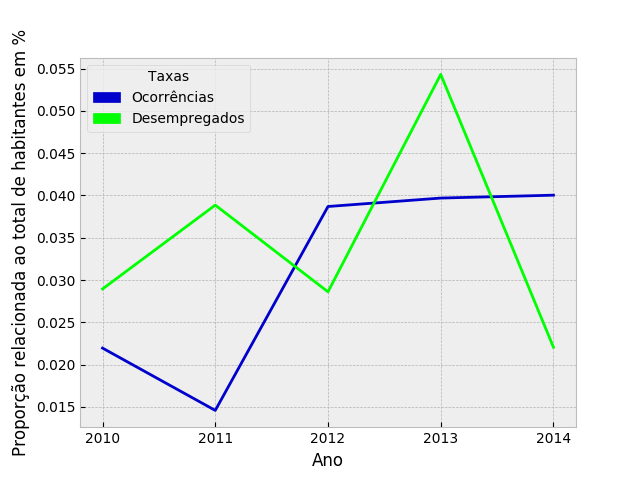 Proporção relacionada ao total de habitantes em %
0.055
0.050
0.045
0.040
0.035
0.030
0.025
0.020
0.015
Taxas
Ocorrências
Desempregados
2010 2011 2012 2013 2014
Ano